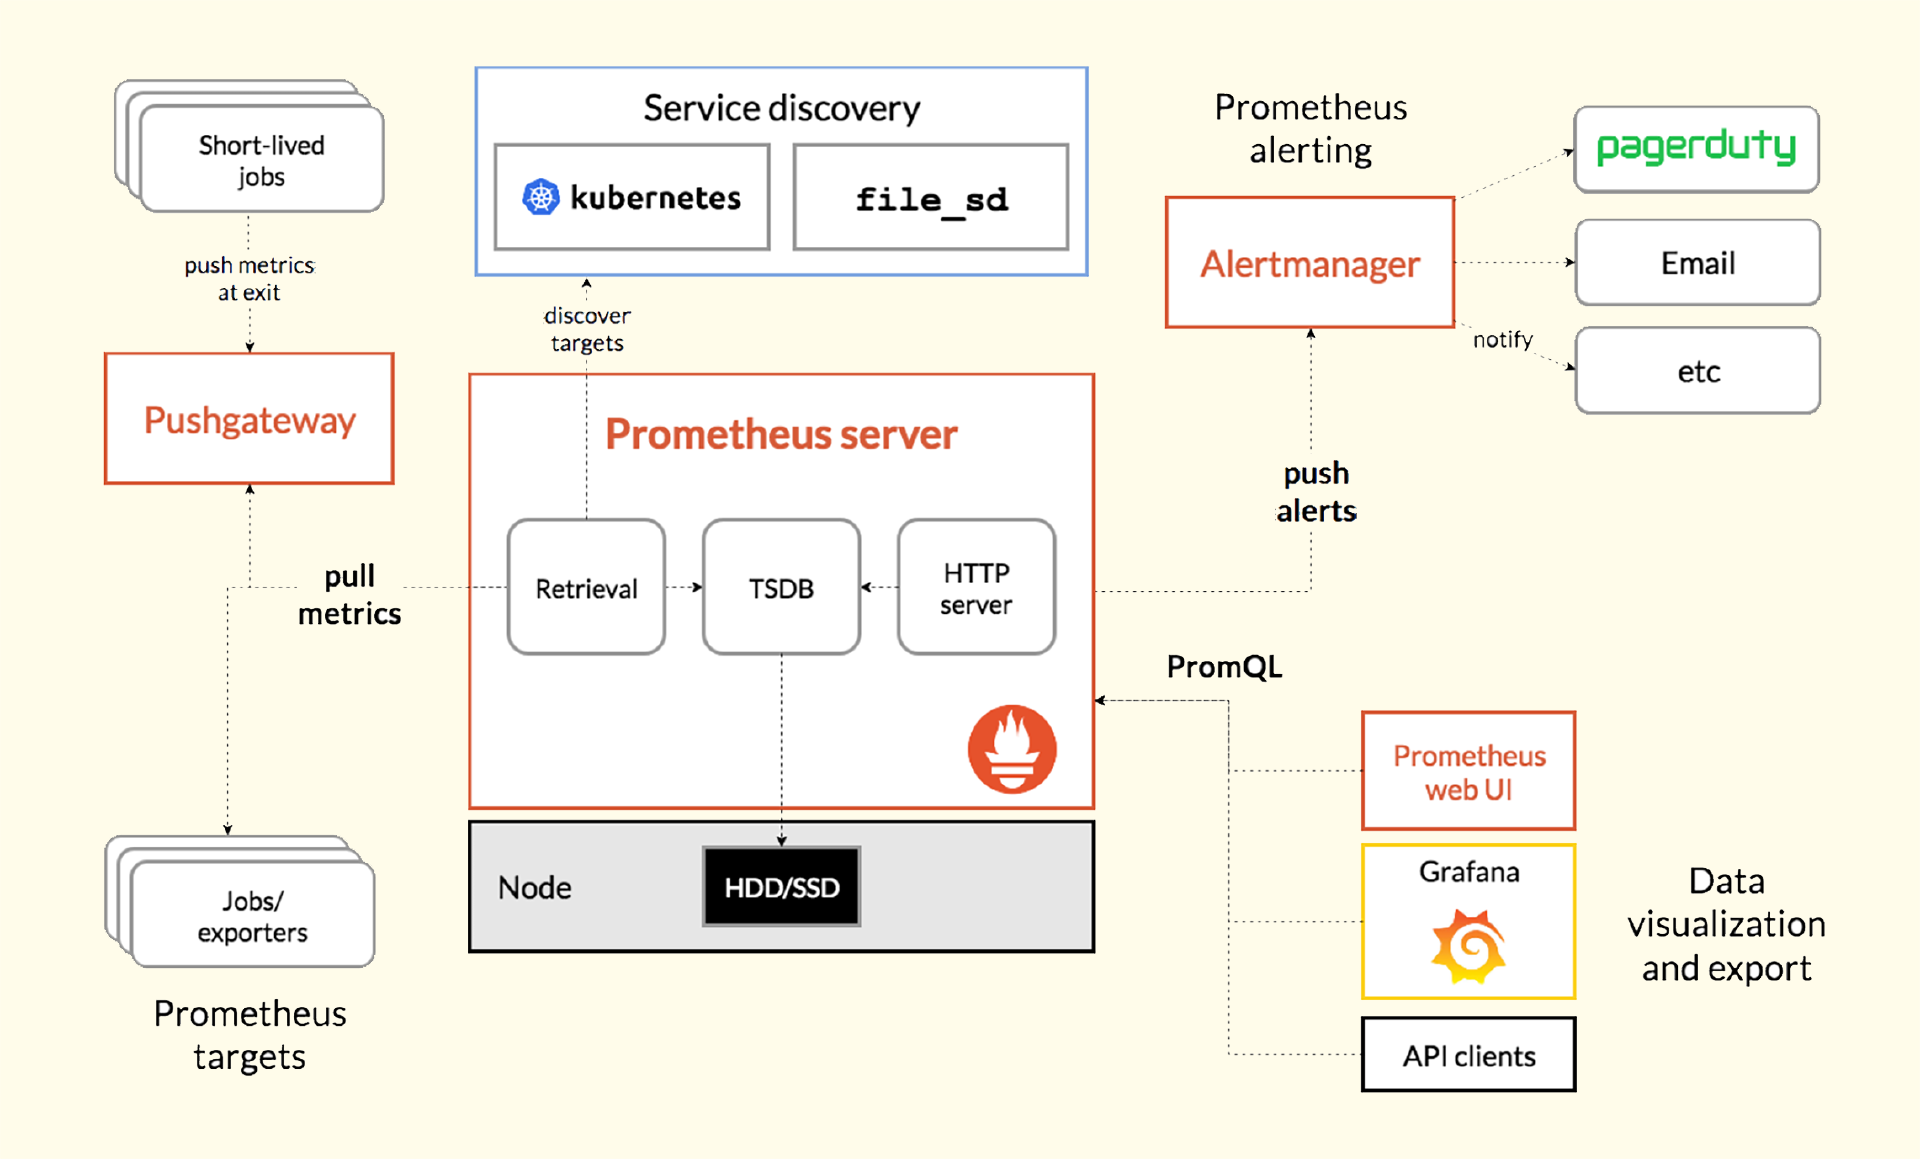 Short-lived
jobs
push metrics
at exit
Pushgateway
pull
metrics
Jobs/
exporters
Prometheus
targets
Service discovery
kubernetes
file_sd
discover
targets
Prometheus server
Retrieval
TSDB
HTTP
server
Node
HDD/SSD
Prometheus
alerting
Alertmanager
pagerduty
Email
notify
etc
push
alerts
PromQL
Prometheus
web UI
Grafana
API clients
Data
visualization
and export